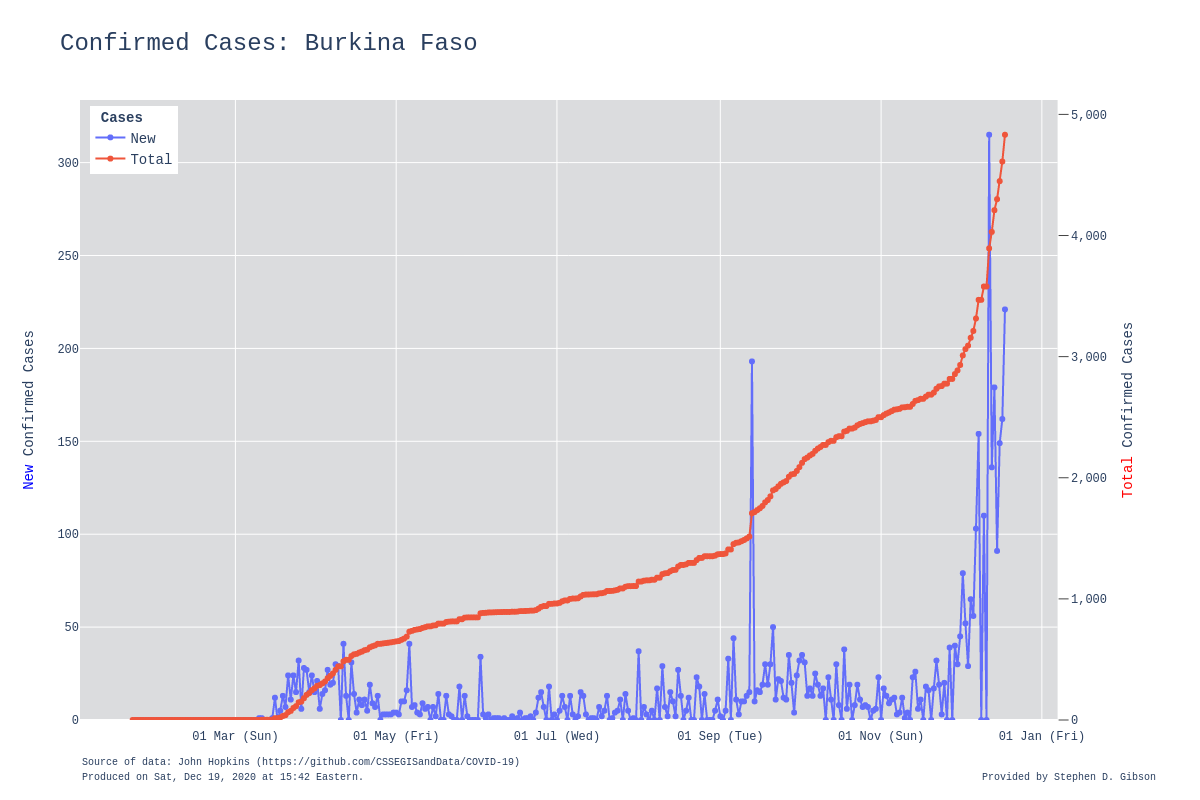 Confirmed Cases: Burkina Faso
Cases
New
Total
300
250
200
150
100
50
0
5,000
4,000
3,000
2,000
1,000
0
New Confirmed Cases
Total Confirmed Cases
01 Mar (Sun)
01 May (Fri)
01 Jul (Wed)
01 Sep (Tue)
01 Nov (Sun)
01 Jan (Fri)
Source of data: John Hopkins (https://github.com/CSSEGISandData/COVID-19)
Produced on Sat, Dec 19, 2020 at 15:42 Eastern.
Provided by Stephen D. Gibson